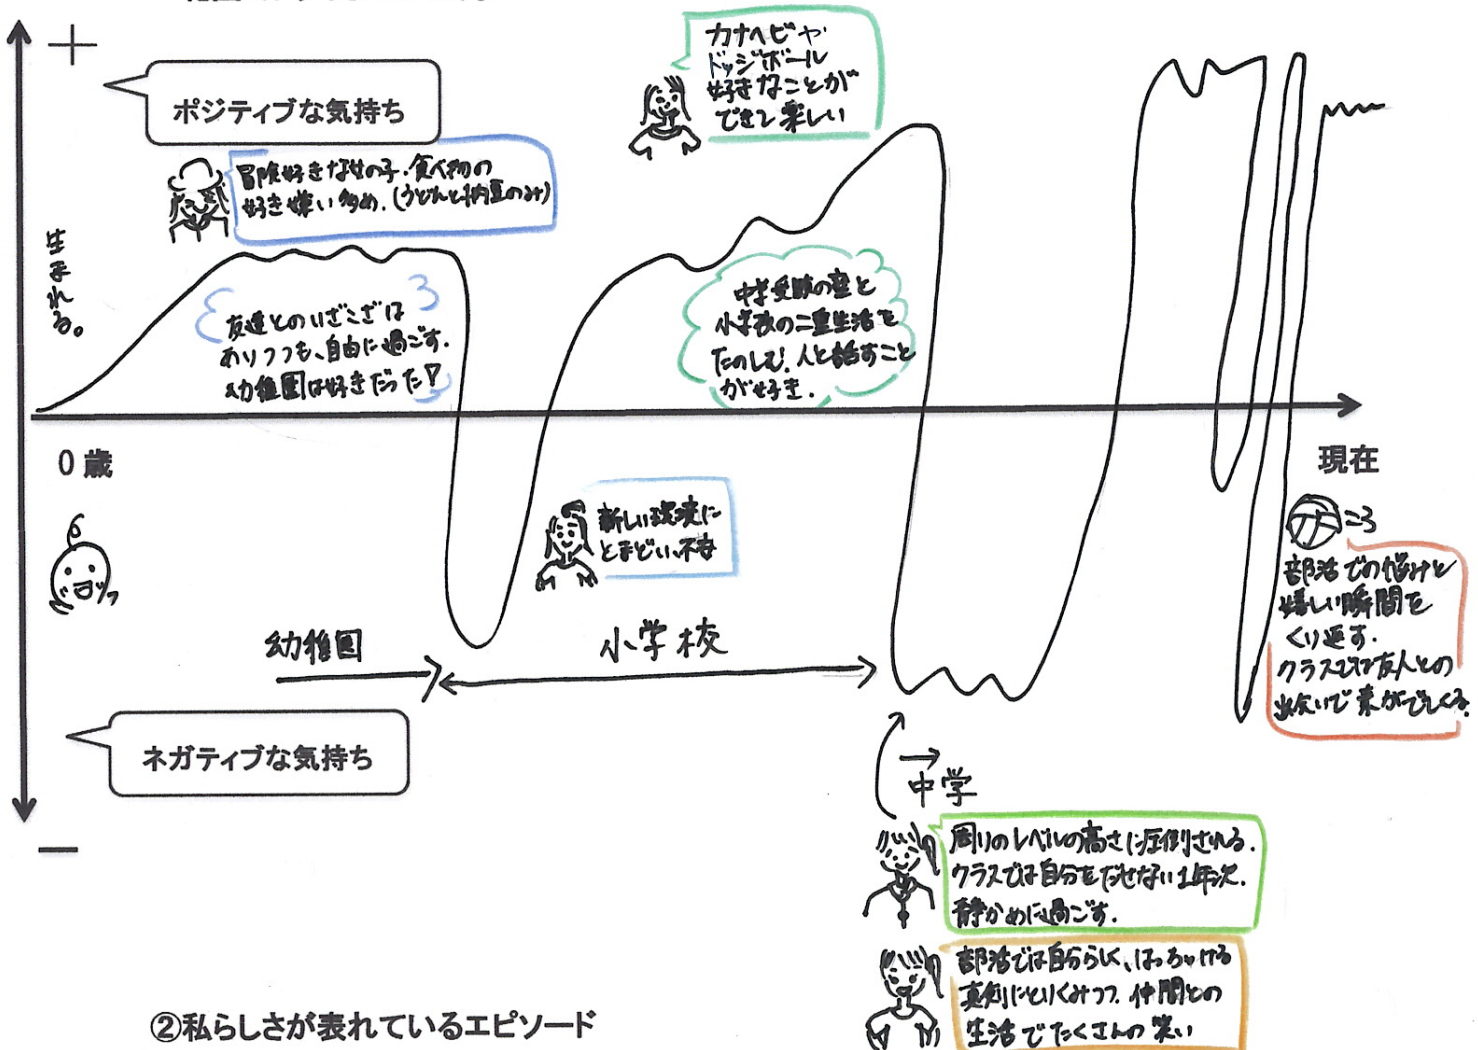 +
ポジティブな気持ち
冒険好きな女の子・食べ物の
好き嫌い多め.(うどんと納豆のみ)
カナヘビや
ドッジボール
好きなことが
できて楽しい
生まれる。
友達とのいざこざは
ありつつも、自由に過ごす.
幼稚園は好きだった?
中学受験の塾と
小学校の二重生活を
たのしむ. 人と話すこと
が好き.
0歳
現在
新しい環境に
とまどい、不安
幼稚園
小学校
部活での悩みと
嬉しい瞬間を
くり返す.
クラスでは友人との
出会いで素がでてくる.
ネガティブな気持ち
中学
−
周りのレベルの高さに圧倒される.
クラスでは自分をだせない1年次.
静かめに過ごす.
部活では自分らしく、はっちゃける
真剣にとりくみつつ. 仲間との
生活でたくさんの笑い
②私らしさが表れているエピソード